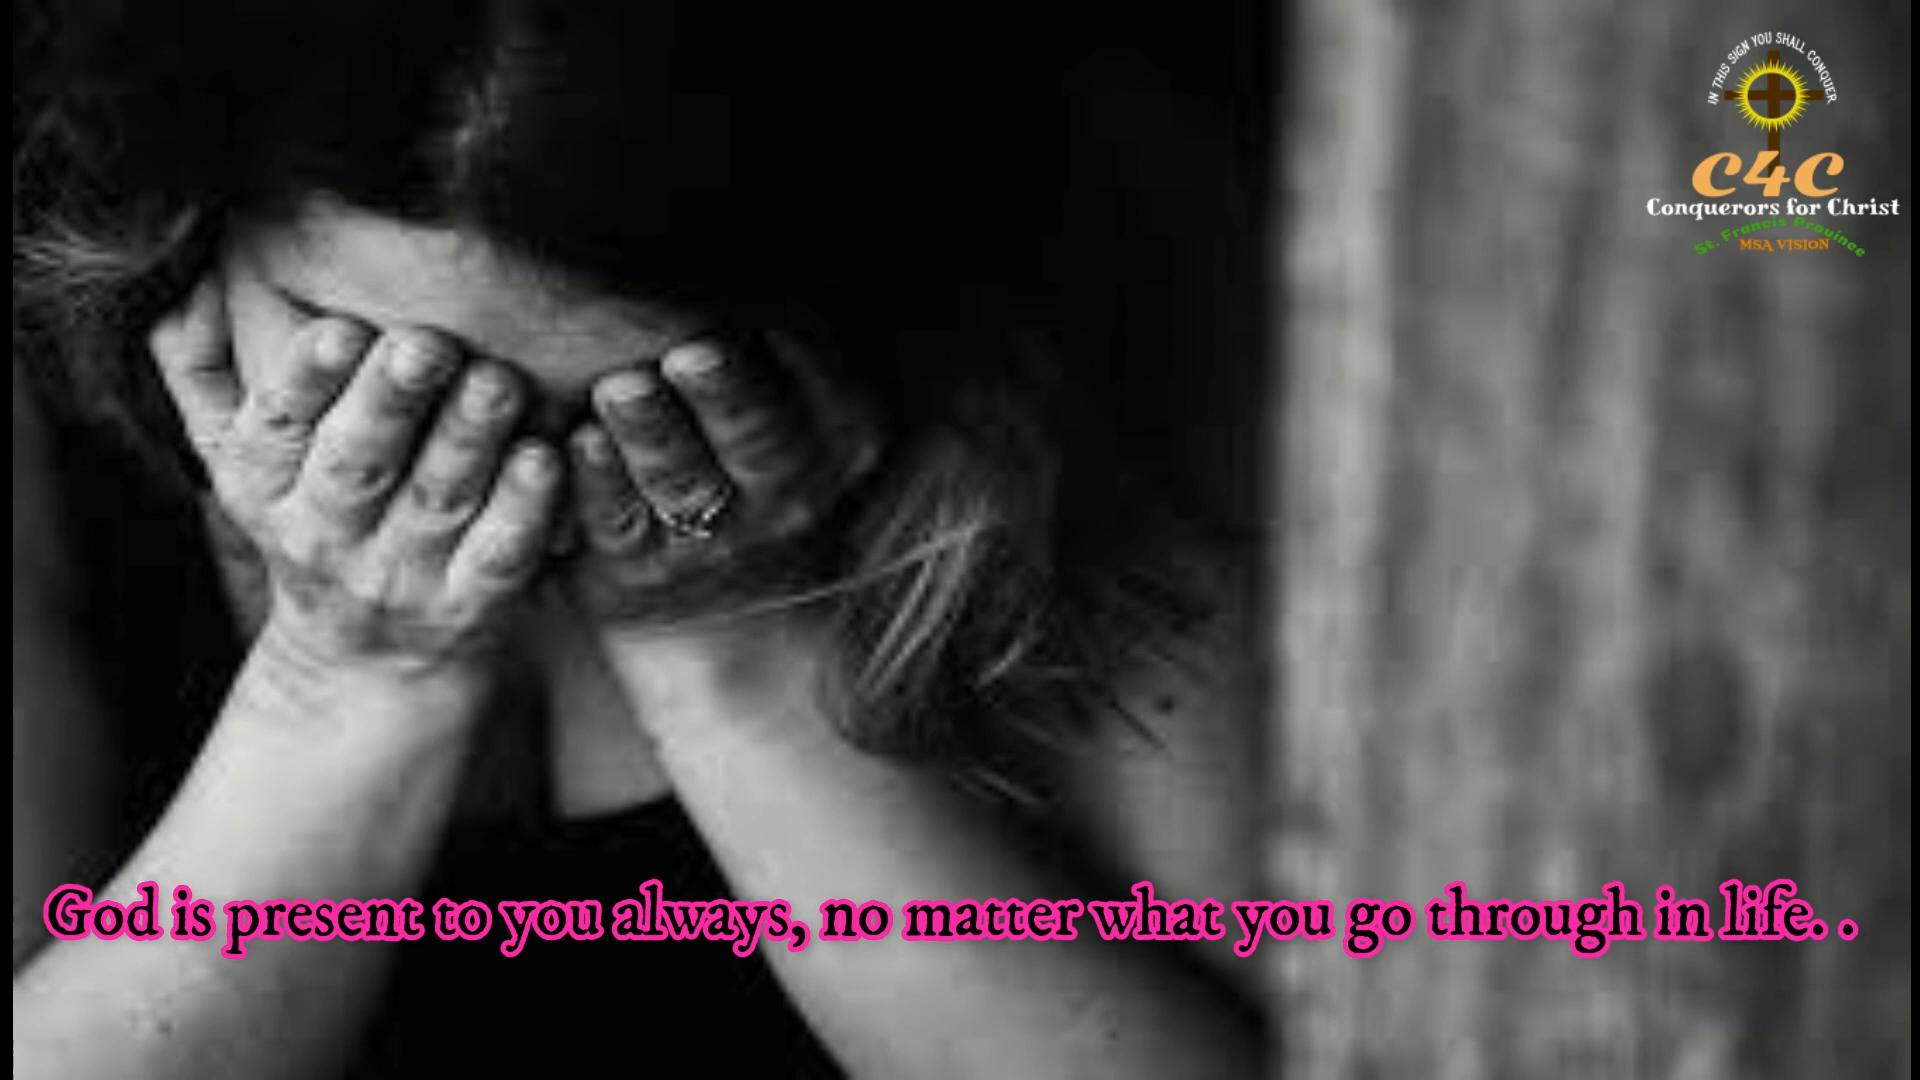 IN THIS SIGN YOU SHALL CONQUER
C4C
Conquerors for Christ
St. Francis Province
MSA VISION
God is present to you always, no matter what you go through in life. .